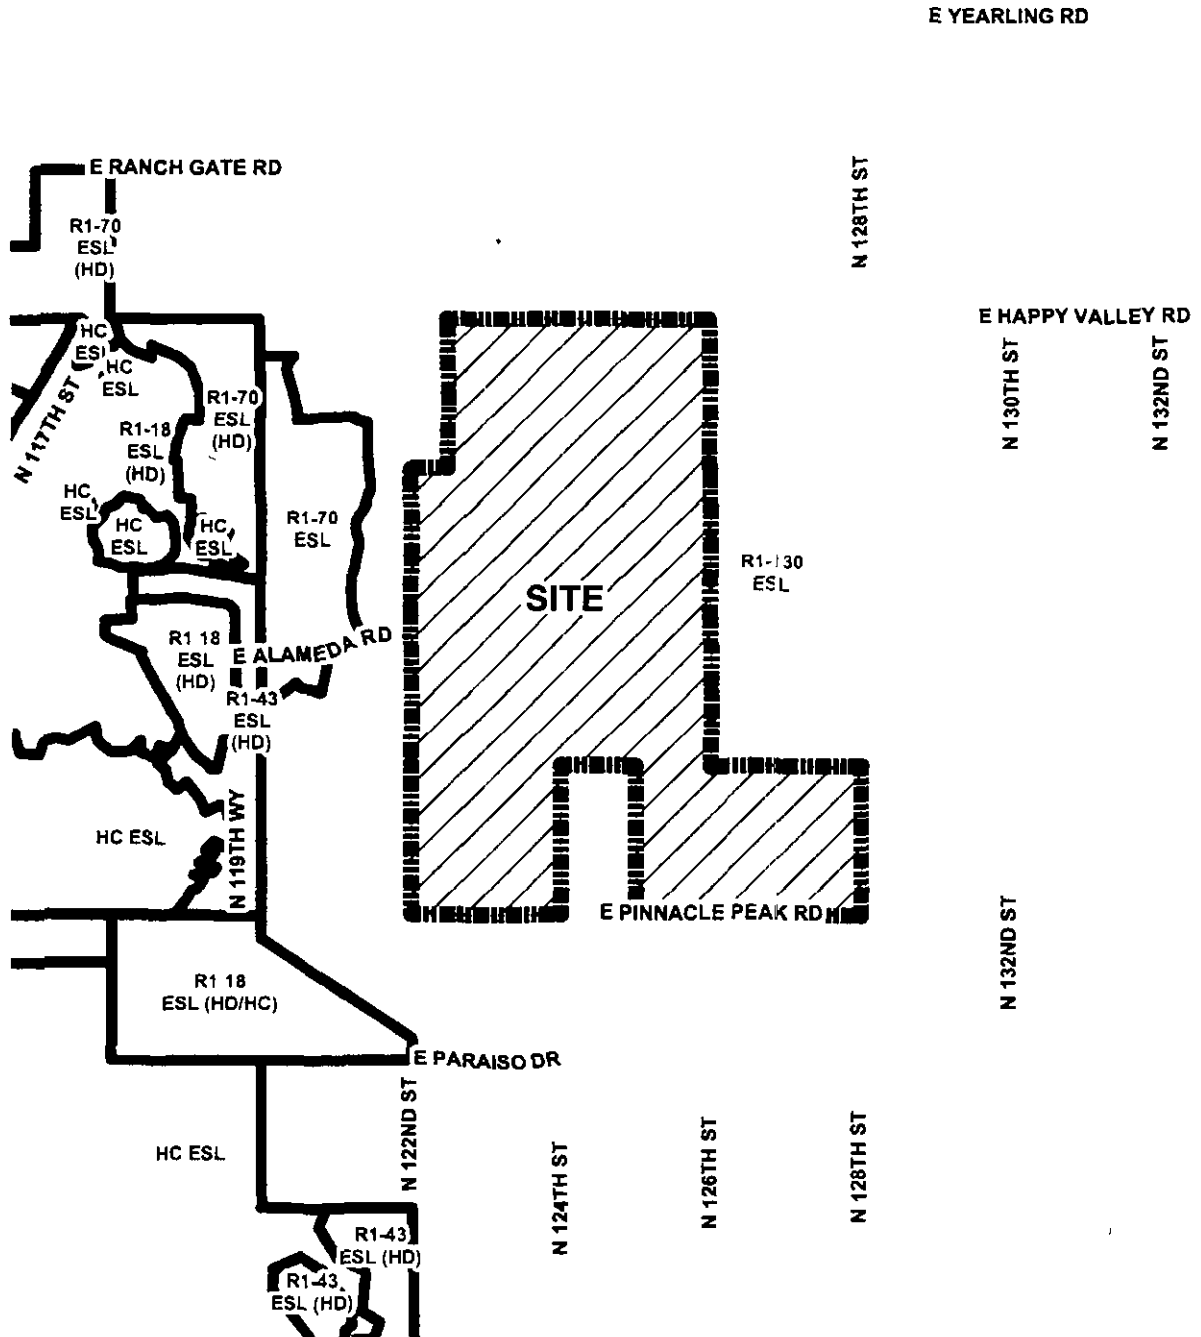 E YEARLING RD
E RANCH GATE RD
N 128TH ST
R1-70
ESL
(HD)
E HAPPY VALLEY RD
HC
ESL
HC
ESL
N 130TH ST
N 132ND ST
N 117TH ST
R1-70
ESL
(HD)
R1-18
ESL
(HD)
HC
ESL
HC
ESL
HC
ESL
R1-70
ESL
R1-130
ESL
SITE
R1 18
ESL
(HD)
E ALAMEDA RD
R1-43
ESL
(HD)
HC ESL
N 119TH WY
E PINNACLE PEAK RD
N 132ND ST
R1 18
ESL (HD/HC)
E PARAISO DR
HC ESL
N 122ND ST
N 124TH ST
N 126TH ST
N 128TH ST
R1-43
ESL (HD)
R1-43
ESL (HD)